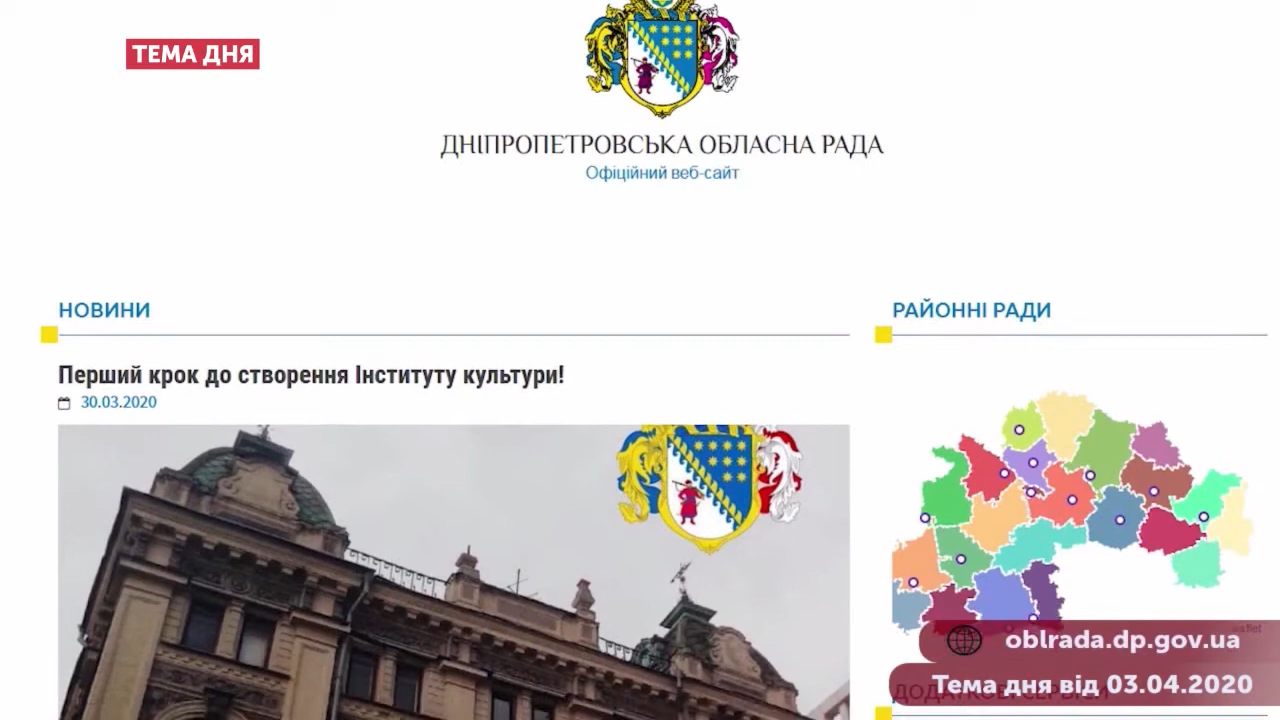 ТЕМА ДНЯ
ДНІПРОПЕТРОВСЬКА ОБЛАСНА РАДА
Офіційний веб-сайт
НОВИНИ
РАЙОННІ РАДИ
Перший крок до створення Інституту культури!
30.03.2020
oblrada.dp.gov.ua
Тема дня від 03.04.2020